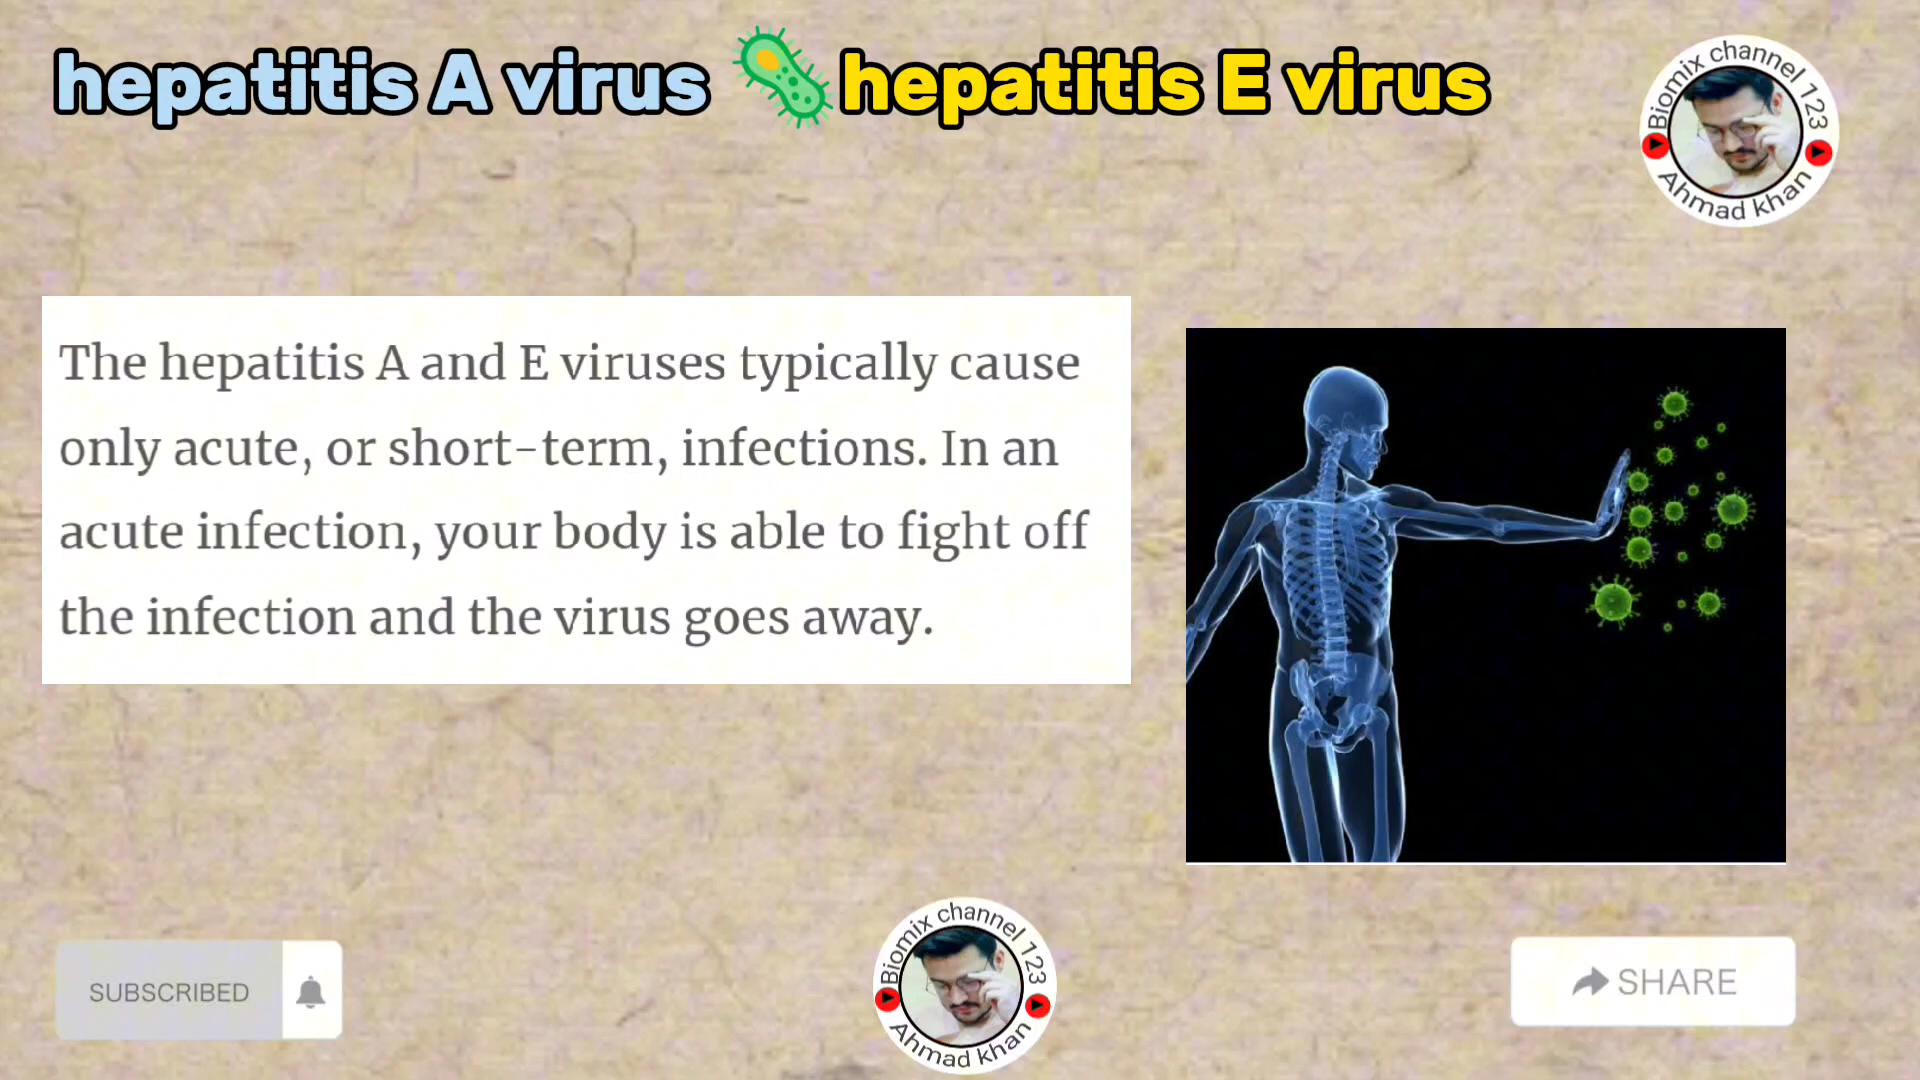 hepatitis A virus 🦠 hepatitis E virus
Biomix channel 123
Ahmad khan
The hepatitis A and E viruses typically cause
only acute, or short-term, infections. In an
acute infection, your body is able to fight off
the infection and the virus goes away.
SUBSCRIBED
Biomix channel 123
Ahmad khan
SHARE